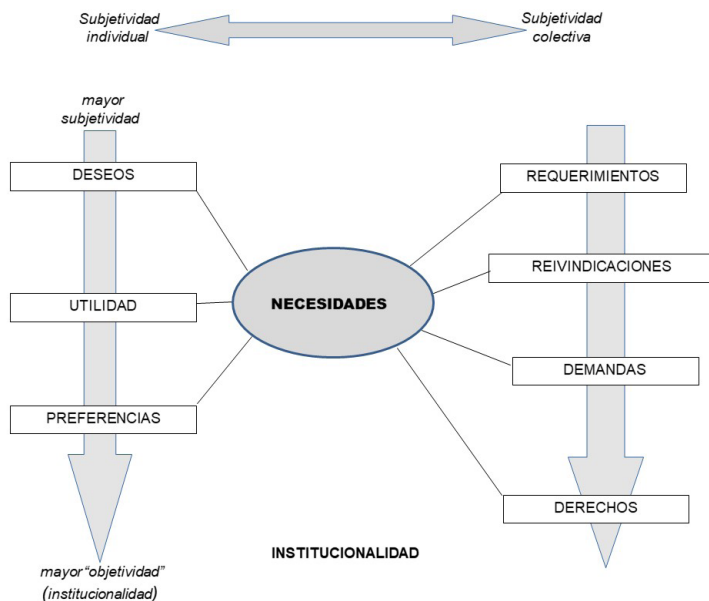 Subjetividad
individual
Subjetividad
colectiva
mayor
subjetividad
DESEOS
REQUERIMIENTOS
REIVINDICACIONES
UTILIDAD
NECESIDADES
DEMANDAS
PREFERENCIAS
DERECHOS
INSTITUCIONALIDAD
mayor “objetividad”
(institucionalidad)